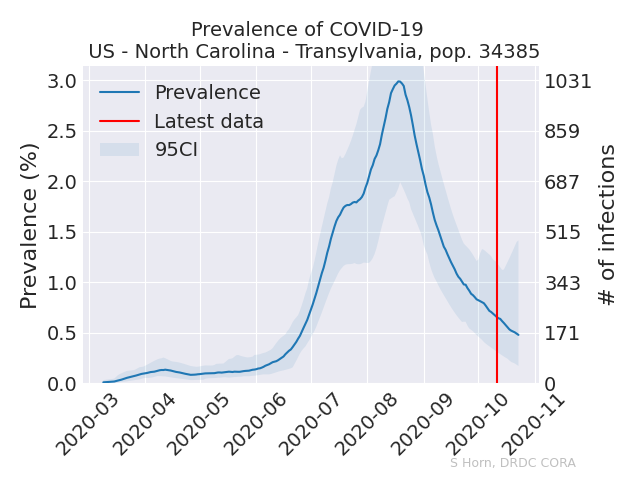 Prevalence of COVID-19
US - North Carolina - Transylvania, pop. 34385
Prevalence
Latest data
95CI
Prevalence (%)
3.0
2.5
2.0
1.5
1.0
0.5
0.0
1031
859
687
515
343
171
0
# of infections
2020-03
2020-04
2020-05
2020-06
2020-07
2020-08
2020-09
2020-10
2020-11
S Horn, DRDC CORA